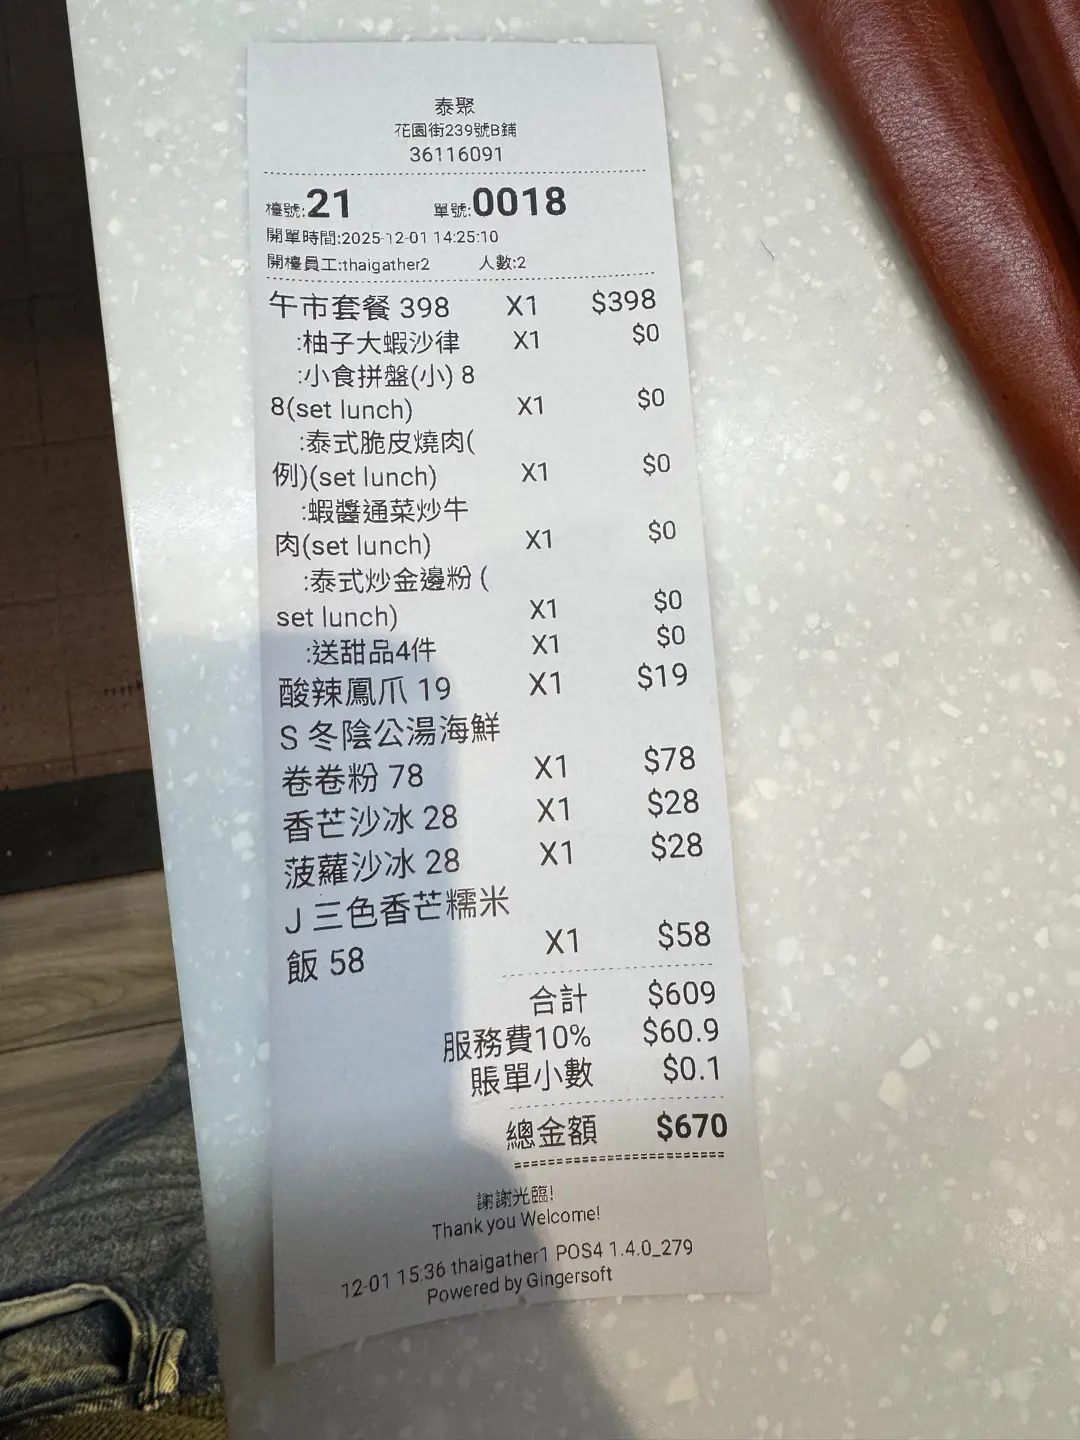 泰聚
花園街239號B鋪
36116091
檯號:21 單號:0018
開單時間:2025-12-01 14:25:10
開檯員工:thaigather2 人數:2
午市套餐 398 X1 $398
:柚子大蝦沙律 X1 $0
:小食拼盤(小) 8
8(set lunch) X1 $0
:泰式脆皮燒肉(
例)(set lunch) X1 $0
:蝦醬通菜炒牛
肉(set lunch) X1 $0
:泰式炒金邊粉 (
set lunch) X1 $0
:送甜品4件 X1 $0
酸辣鳳爪 19 X1 $19
S 冬陰公湯海鮮
卷卷粉 78 X1 $78
香芒沙冰 28 X1 $28
菠蘿沙冰 28 X1 $28
J 三色香芒糯米
飯 58 X1 $58
合計 $609
服務費10% $60.9
賬單小數 $0.1
總金額 $670
謝謝光臨!
Thank you Welcome!
12-01 15:36 thaigather1 POS4 1.4.0_279
Powered by Gingersoft